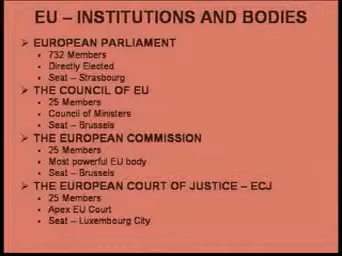 EU – INSTITUTIONS AND BODIES
➢ EUROPEAN PARLIAMENT
▪ 732 Members
▪ Directly Elected
▪ Seat – Strasbourg
➢ THE COUNCIL OF EU
▪ 25 Members
▪ Council of Ministers
▪ Seat – Brussels
➢ THE EUROPEAN COMMISSION
▪ 25 Members
▪ Most powerful EU body
▪ Seat – Brussels
➢ THE EUROPEAN COURT OF JUSTICE – ECJ
▪ 25 Members
▪ Apex EU Court
▪ Seat – Luxembourg City